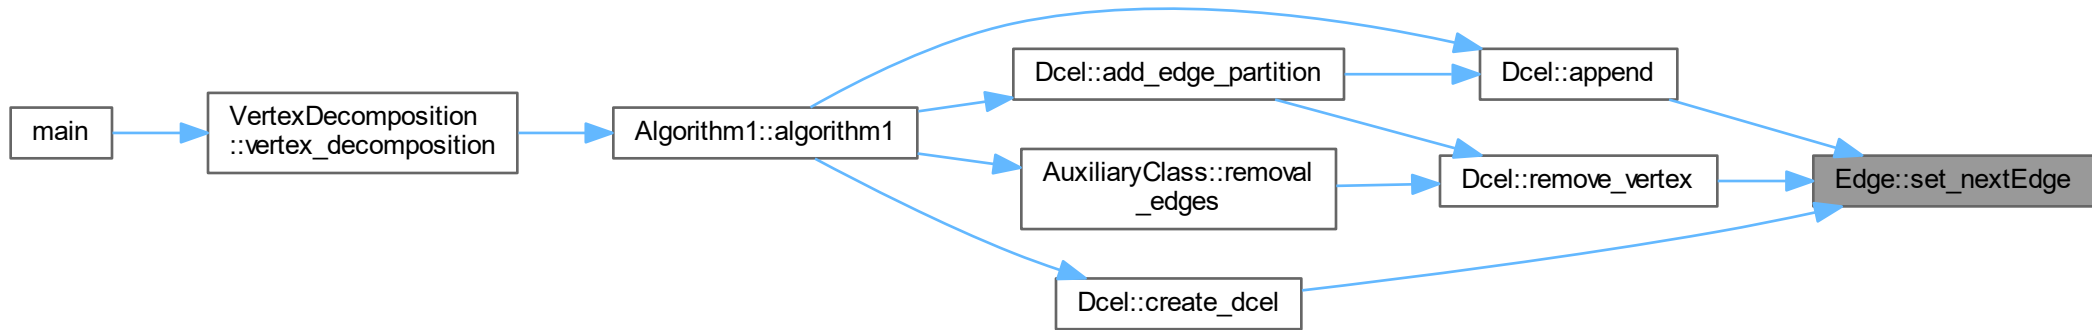 main
VertexDecomposition
::vertex_decomposition
Algorithm1::algorithm1
Dcel::add_edge_partition
AuxiliaryClass::removal
_edges
Dcel::create_dcel
Dcel::append
Dcel::remove_vertex
Edge::set_nextEdge